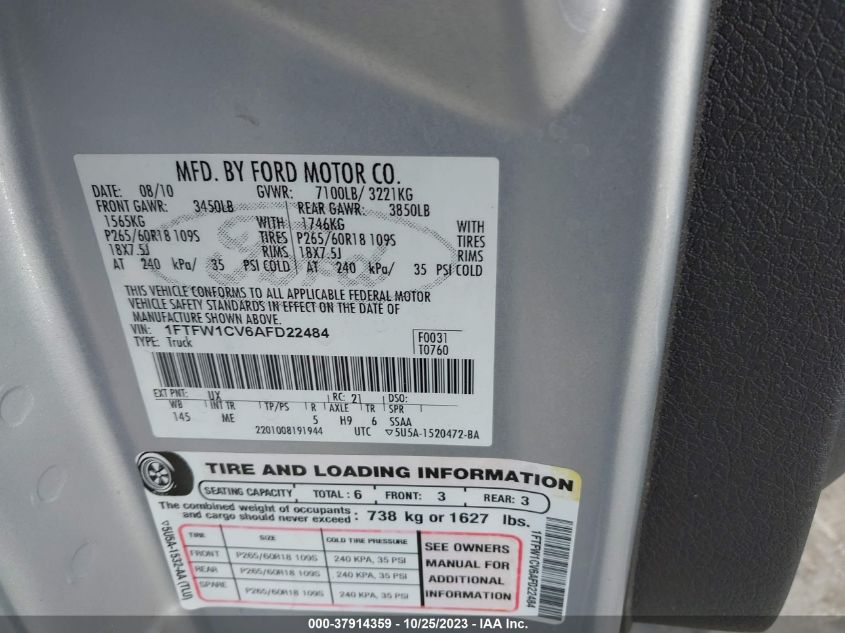 MFD. BY FORD MOTOR CO.
DATE: 08/10 GVWR: 7100LB/ 3221KG
FRONT GAWR: 3450LB REAR GAWR: 3850LB
1565KG WITH 1746KG WITH
P265/60R18 109S TIRES P265/60R18 109S TIRES
18X7.5J RIMS 18X7.5J RIMS
AT 240 kPa/ 35 PSI COLD AT 240 kPa/ 35 PSI COLD
THIS VEHICLE CONFORMS TO ALL APPLICABLE FEDERAL MOTOR
VEHICLE SAFETY STANDARDS IN EFFECT ON THE DATE OF
MANUFACTURE SHOWN ABOVE.
VIN: 1FTFW1CV6AFD22484
TYPE: Truck
F0031
T0760
EXT PNT: UX RC: 21 DSO:
WB INT TR TP/PS R AXLE TR SPR
145 ME 5 H9 6 SSAA
2201008191944 UTC ▽5U5A-1520472-BA
TIRE AND LOADING INFORMATION
SEATING CAPACITY TOTAL: 6 FRONT: 3 REAR: 3
The combined weight of occupants
and cargo should never exceed: 738 kg or 1627 lbs.
TIRE SIZE COLD TIRE PRESSURE
FRONT P265/60R18 109S 240 KPA, 35 PSI
REAR P265/60R18 109S 240 KPA, 35 PSI
SPARE P265/60R18 109S 240 KPA, 35 PSI
SEE OWNERS
MANUAL FOR
ADDITIONAL
INFORMATION
▽5U5A-1532-AA (TLU)
1FTFW1CV6AFD22484
000-37914359 - 10/25/2023 - IAA Inc.